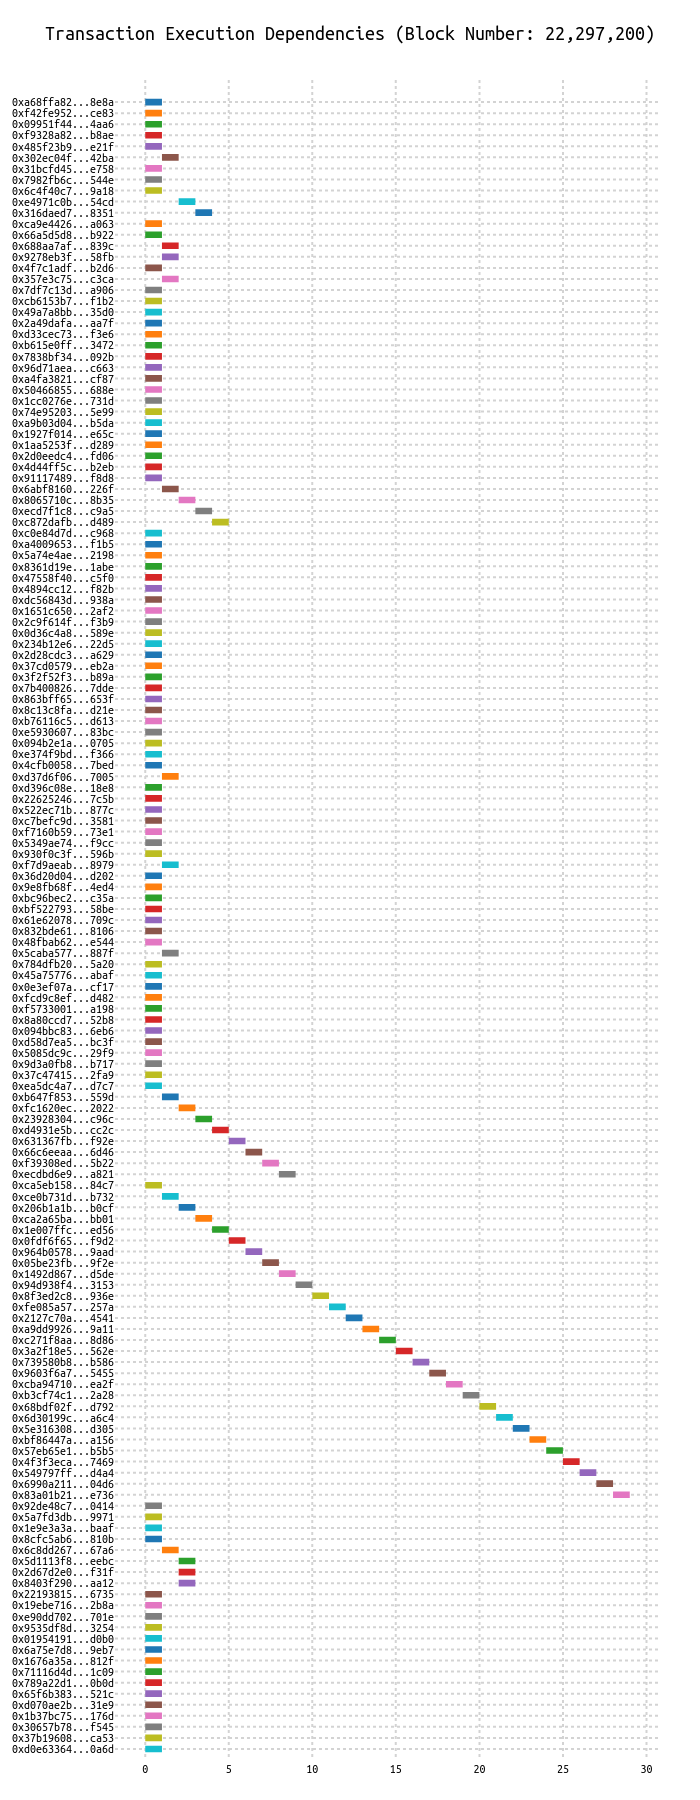 Transaction Execution Dependencies (Block Number: 22,297,200)
0xa68ffa82...8e8a
0xf42fe952...ce83
0x09951f44...4aa6
0xf9328a82...b8ae
0x485f23b9...e21f
0x302ec04f...42ba
0x31bcfd45...e758
0x7982fb6c...544e
0x6c4f40c7...9a18
0xe4971c0b...54cd
0x316daed7...8351
0xca9e4426...a063
0x66a5d5d8...b922
0x688aa7af...839c
0x9278eb3f...58fb
0x4f7c1adf...b2d6
0x357e3c75...c3ca
0x7df7c13d...a906
0xcb6153b7...f1b2
0x49a7a8bb...35d0
0x2a49dafa...aa7f
0xd33cec73...f3e6
0xb615e0ff...3472
0x7838bf34...092b
0x96d71aea...c663
0xa4fa3821...cf87
0x50466855...688e
0x1cc0276e...731d
0x74e95203...5e99
0xa9b03d04...b5da
0x1927f014...e65c
0x1aa5253f...d289
0x2d0eedc4...fd06
0x4d44ff5c...b2eb
0x91117489...f8d8
0x6abf8160...226f
0x8065710c...8b35
0xecd7f1c8...c9a5
0xc872dafb...d489
0xc0e84d7d...c968
0xa4009653...f1b5
0x5a74e4ae...2198
0x8361d19e...1abe
0x47558f40...c5f0
0x4894cc12...f82b
0xdc56843d...938a
0x1651c650...2af2
0x2c9f614f...f3b9
0x0d36c4a8...589e
0x234b12e6...22d5
0x2d28cdc3...a629
0x37cd0579...eb2a
0x3f2f52f3...b89a
0x7b400826...7dde
0x863bff65...653f
0x8c13c8fa...d21e
0xb76116c5...d613
0xe5930607...83bc
0x094b2e1a...0705
0xe374f9bd...f366
0x4cfb0058...7bed
0xd37d6f06...7005
0xd396c08e...18e8
0x22625246...7c5b
0x522ec71b...877c
0xc7befc9d...3581
0xf7160b59...73e1
0x5349ae74...f9cc
0x930f0c3f...596b
0xf7d9aeab...8979
0x36d20d04...d202
0x9e8fb68f...4ed4
0xbc96bec2...c35a
0xbf522793...58be
0x61e62078...709c
0x832bde61...8106
0x48fbab62...e544
0x5caba577...887f
0x784dfb20...5a20
0x45a75776...abaf
0x0e3ef07a...cf17
0xfcd9c8ef...d482
0xf5733001...a198
0x8a80ccd7...52b8
0x094bbc83...6eb6
0xd58d7ea5...bc3f
0x5085dc9c...29f9
0x9d3a0fb8...b717
0x37c47415...2fa9
0xea5dc4a7...d7c7
0xb647f853...559d
0xfc1620ec...2022
0x23928304...c96c
0xd4931e5b...cc2c
0x631367fb...f92e
0x66c6eeaa...6d46
0xf39308ed...5b22
0xecdbd6e9...a821
0xca5eb158...84c7
0xce0b731d...b732
0x206b1a1b...b0cf
0xca2a65ba...bb01
0x1e007ffc...ed56
0x0fdf6f65...f9d2
0x964b0578...9aad
0x05be23fb...9f2e
0x1492d867...d5de
0x94d938f4...3153
0x8f3ed2c8...936e
0xfe085a57...257a
0x2127c70a...4541
0xa9dd9926...9a11
0xc271f8aa...8d86
0x3a2f18e5...562e
0x739580b8...b586
0x9603f6a7...5455
0xcba94710...ea2f
0xb3cf74c1...2a28
0x68bdf02f...d792
0x6d30199c...a6c4
0x5e316308...d305
0xbf86447a...a156
0x57eb65e1...b5b5
0x4f3f3eca...7469
0x549797ff...d4a4
0x6990a211...04d6
0x83a01b21...e736
0x92de48c7...0414
0x5a7fd3db...9971
0x1e9e3a3a...baaf
0x8cfc5ab6...810b
0x6c8dd267...67a6
0x5d1113f8...eebc
0x2d67d2e0...f31f
0x8403f290...aa12
0x22193815...6735
0x19ebe716...2b8a
0xe90dd702...701e
0x9535df8d...3254
0x01954191...d0b0
0x6a75e7d8...9eb7
0x1676a35a...812f
0x71116d4d...1c09
0x789a22d1...0b0d
0x65f6b383...521c
0xd070ae2b...31e9
0x1b37bc75...176d
0x30657b78...f545
0x37b19608...ca53
0xd0e63364...0a6d
0 5 10 15 20 25 30